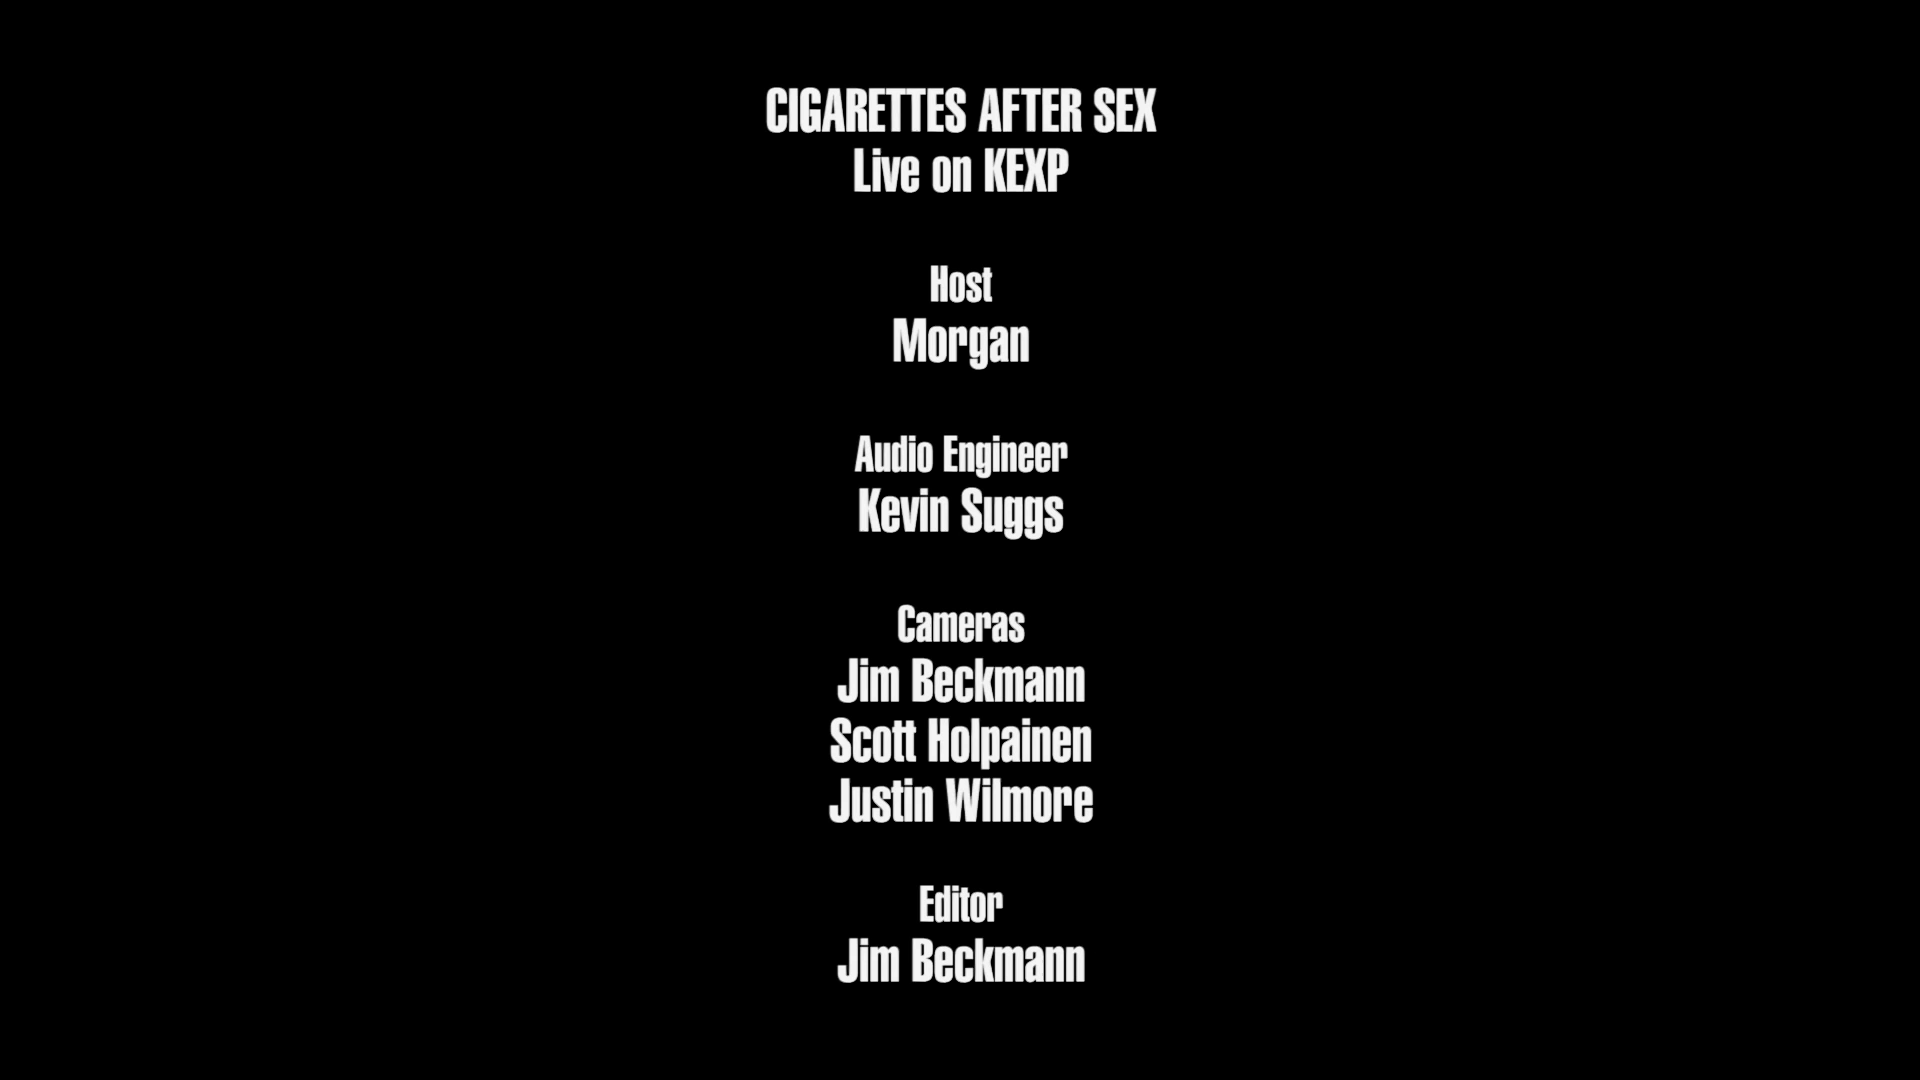 CIGARETTES AFTER SEX
Live on KEXP
Host
Morgan
Audio Engineer
Kevin Suggs
Cameras
Jim Beckmann
Scott Holpainen
Justin Wilmore
Editor
Jim Beckmann